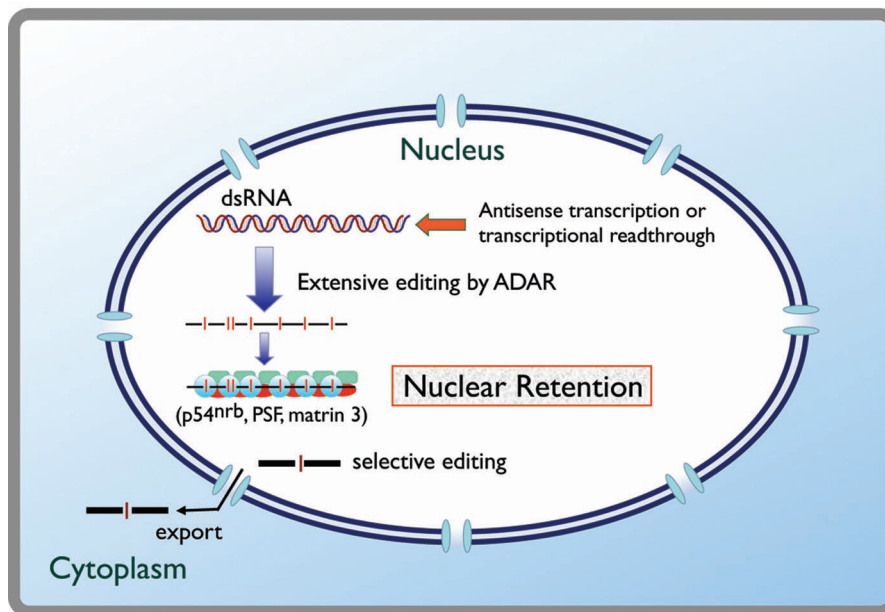 Nucleus
dsRNA
Antisense transcription or
transcriptional readthrough
Extensive editing by ADAR
Nuclear Retention
(p54nrb, PSF, matrin 3)
selective editing
export
Cytoplasm